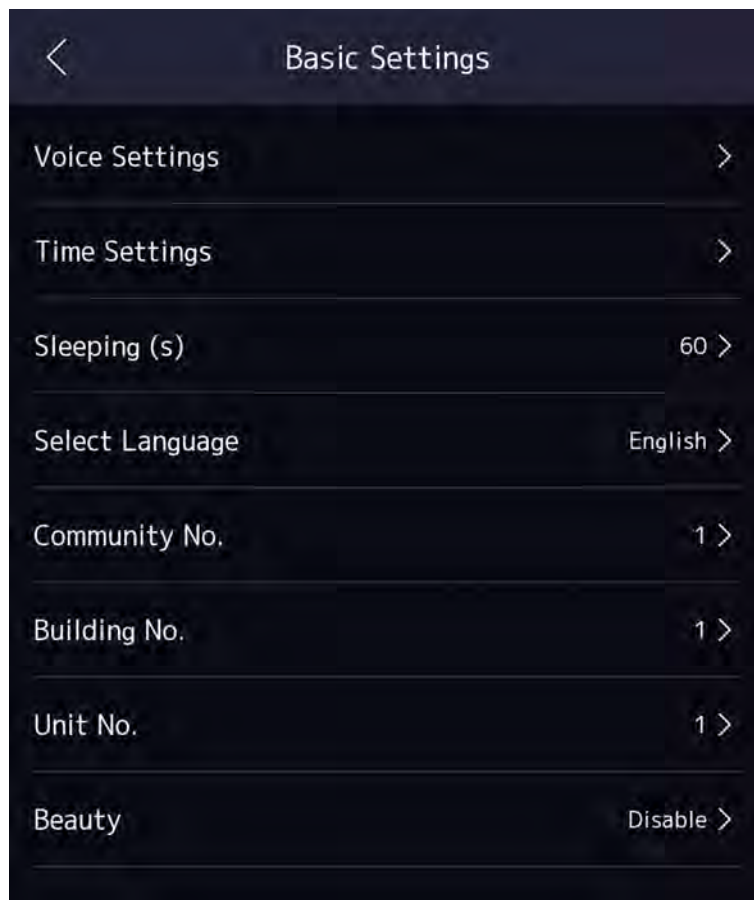 Basic Settings
Voice Settings
Time Settings
Sleeping (s) 60
Select Language English
Community No. 1
Building No. 1
Unit No. 1
Beauty Disable